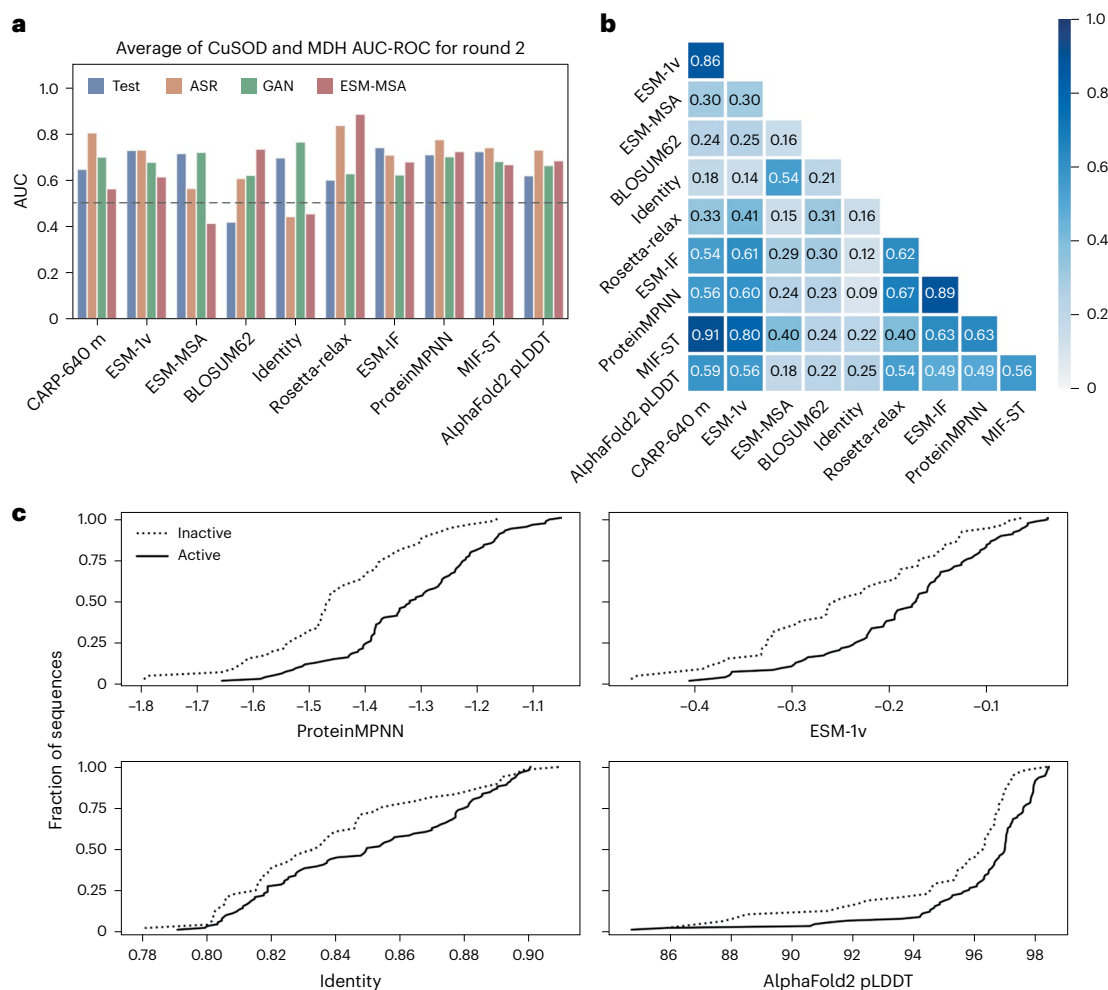 a
Average of CuSOD and MDH AUC-ROC for round 2
Test ASR GAN ESM-MSA
AUC
1.0
0.8
0.6
0.4
0.2
0
CARP-640 m
ESM-1v
ESM-MSA
BLOSUM62
Identity
Rosetta-relax
ESM-IF
ProteinMPNN
MIF-ST
AlphaFold2 pLDDT
b
ESM-1v 0.86
ESM-MSA 0.30 0.30
BLOSUM62 0.24 0.25 0.16
Identity 0.18 0.14 0.54 0.21
Rosetta-relax 0.33 0.41 0.15 0.31 0.16
ESM-IF 0.54 0.61 0.29 0.30 0.12 0.62
ProteinMPNN 0.56 0.60 0.24 0.23 0.09 0.67 0.89
MIF-ST 0.91 0.80 0.40 0.24 0.22 0.40 0.63 0.63
AlphaFold2 pLDDT 0.59 0.56 0.18 0.22 0.25 0.54 0.49 0.49 0.56
CARP-640 m
ESM-1v
ESM-MSA
BLOSUM62
Identity
Rosetta-relax
ESM-IF
ProteinMPNN
MIF-ST
1.0
0.8
0.6
0.4
0.2
0
c
Fraction of sequences
Inactive
Active
1.00
0.75
0.50
0.25
0
–1.8 –1.7 –1.6 –1.5 –1.4 –1.3 –1.2 –1.1
ProteinMPNN
–0.4 –0.3 –0.2 –0.1
ESM-1v
1.00
0.75
0.50
0.25
0
0.78 0.80 0.82 0.84 0.86 0.88 0.90
Identity
86 88 90 92 94 96 98
AlphaFold2 pLDDT